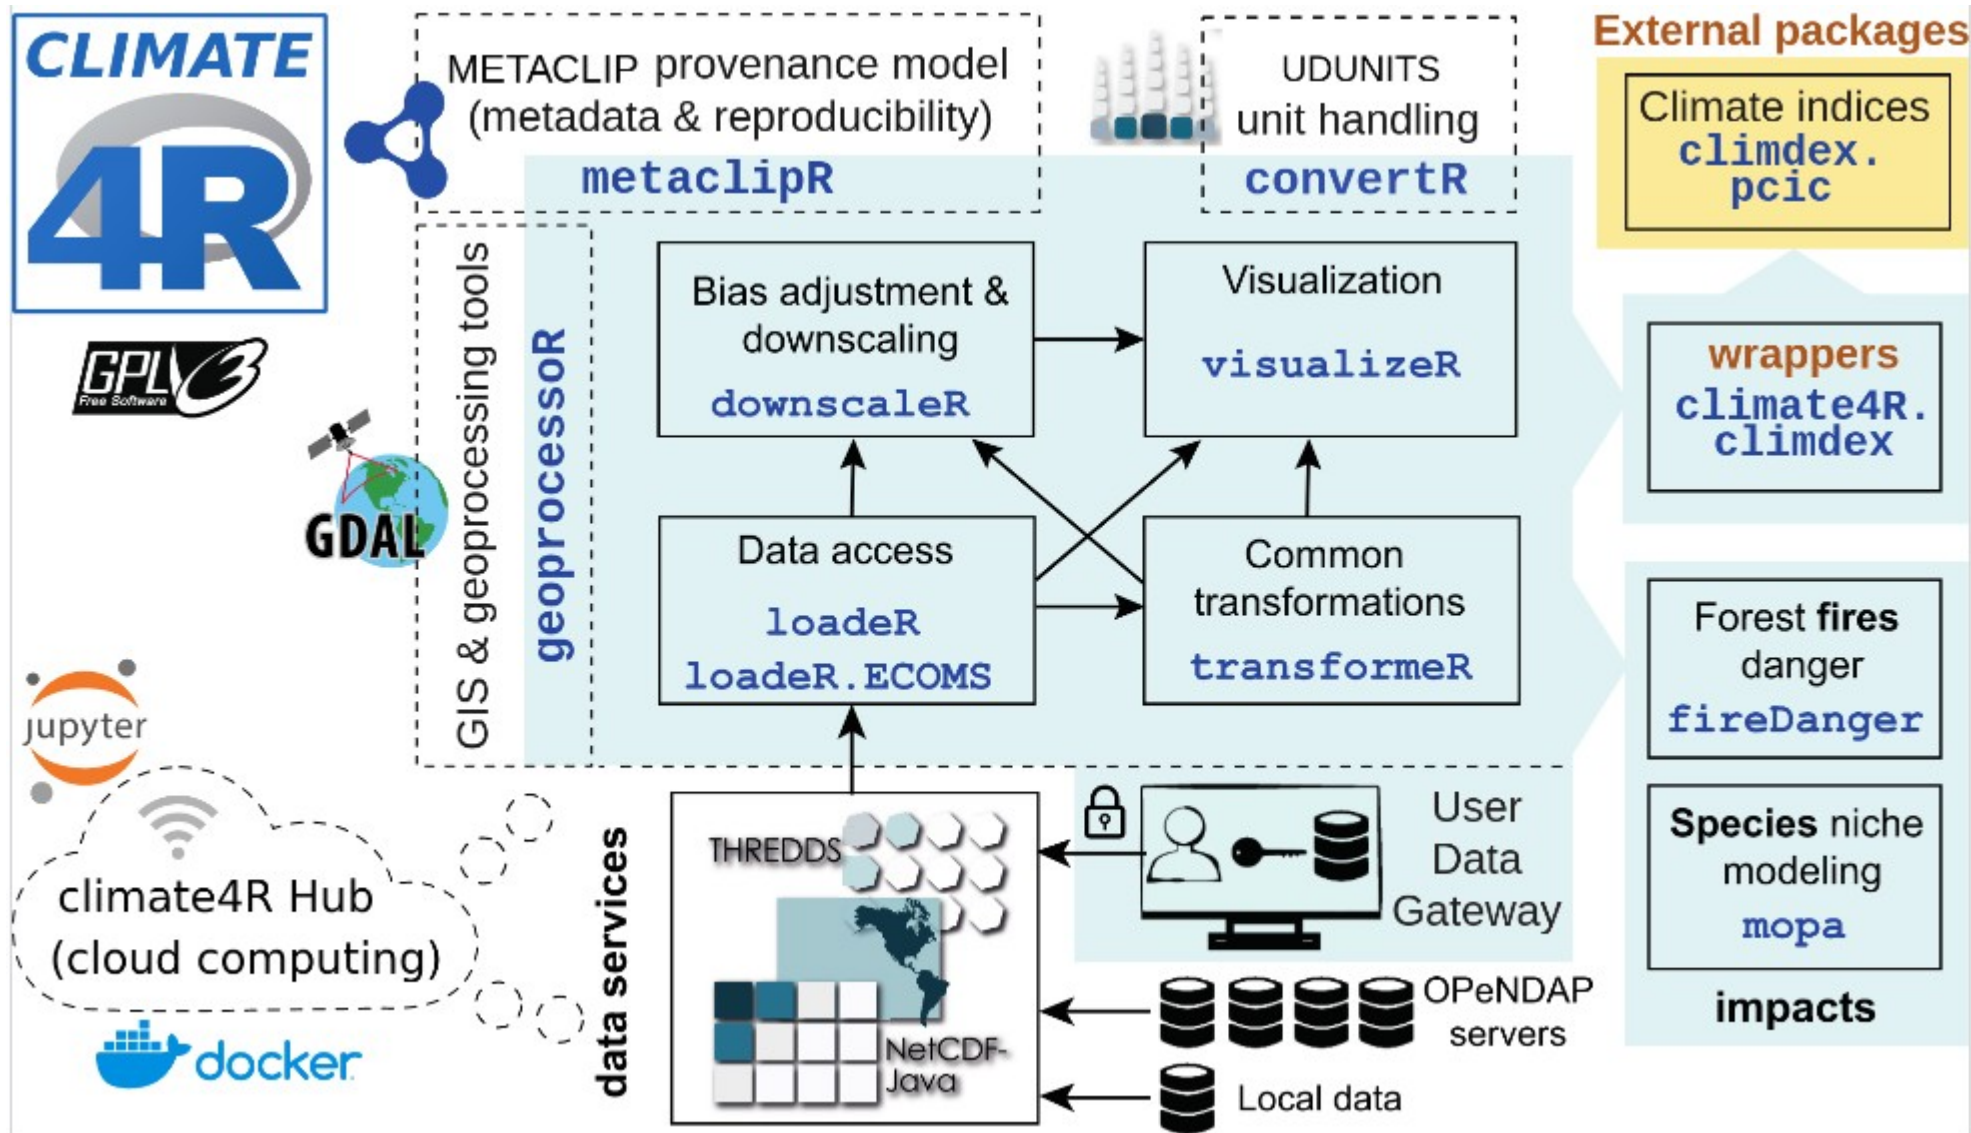 CLIMATE
4R
METACLIP provenance model
(metadata & reproducibility)
metaclipR
UDUNITS
unit handling
convertR
External packages
Climate indices
climdex.
pcic
GPLV3
Free Software
GDAL
GIS & geoprocessing tools
geoprocessoR
Bias adjustment &
downscaling
downscaleR
Visualization
visualizeR
wrappers
climate4R.
climdex
Data access
loadeR
loadeR.ECOMS
Common
transformations
transformeR
Forest fires
danger
fireDanger
Species niche
modeling
mopa
impacts
jupyter
climate4R Hub
(cloud computing)
docker
data services
THREDDS
NetCDF-
Java
User
Data
Gateway
OPeNDAP
servers
Local data